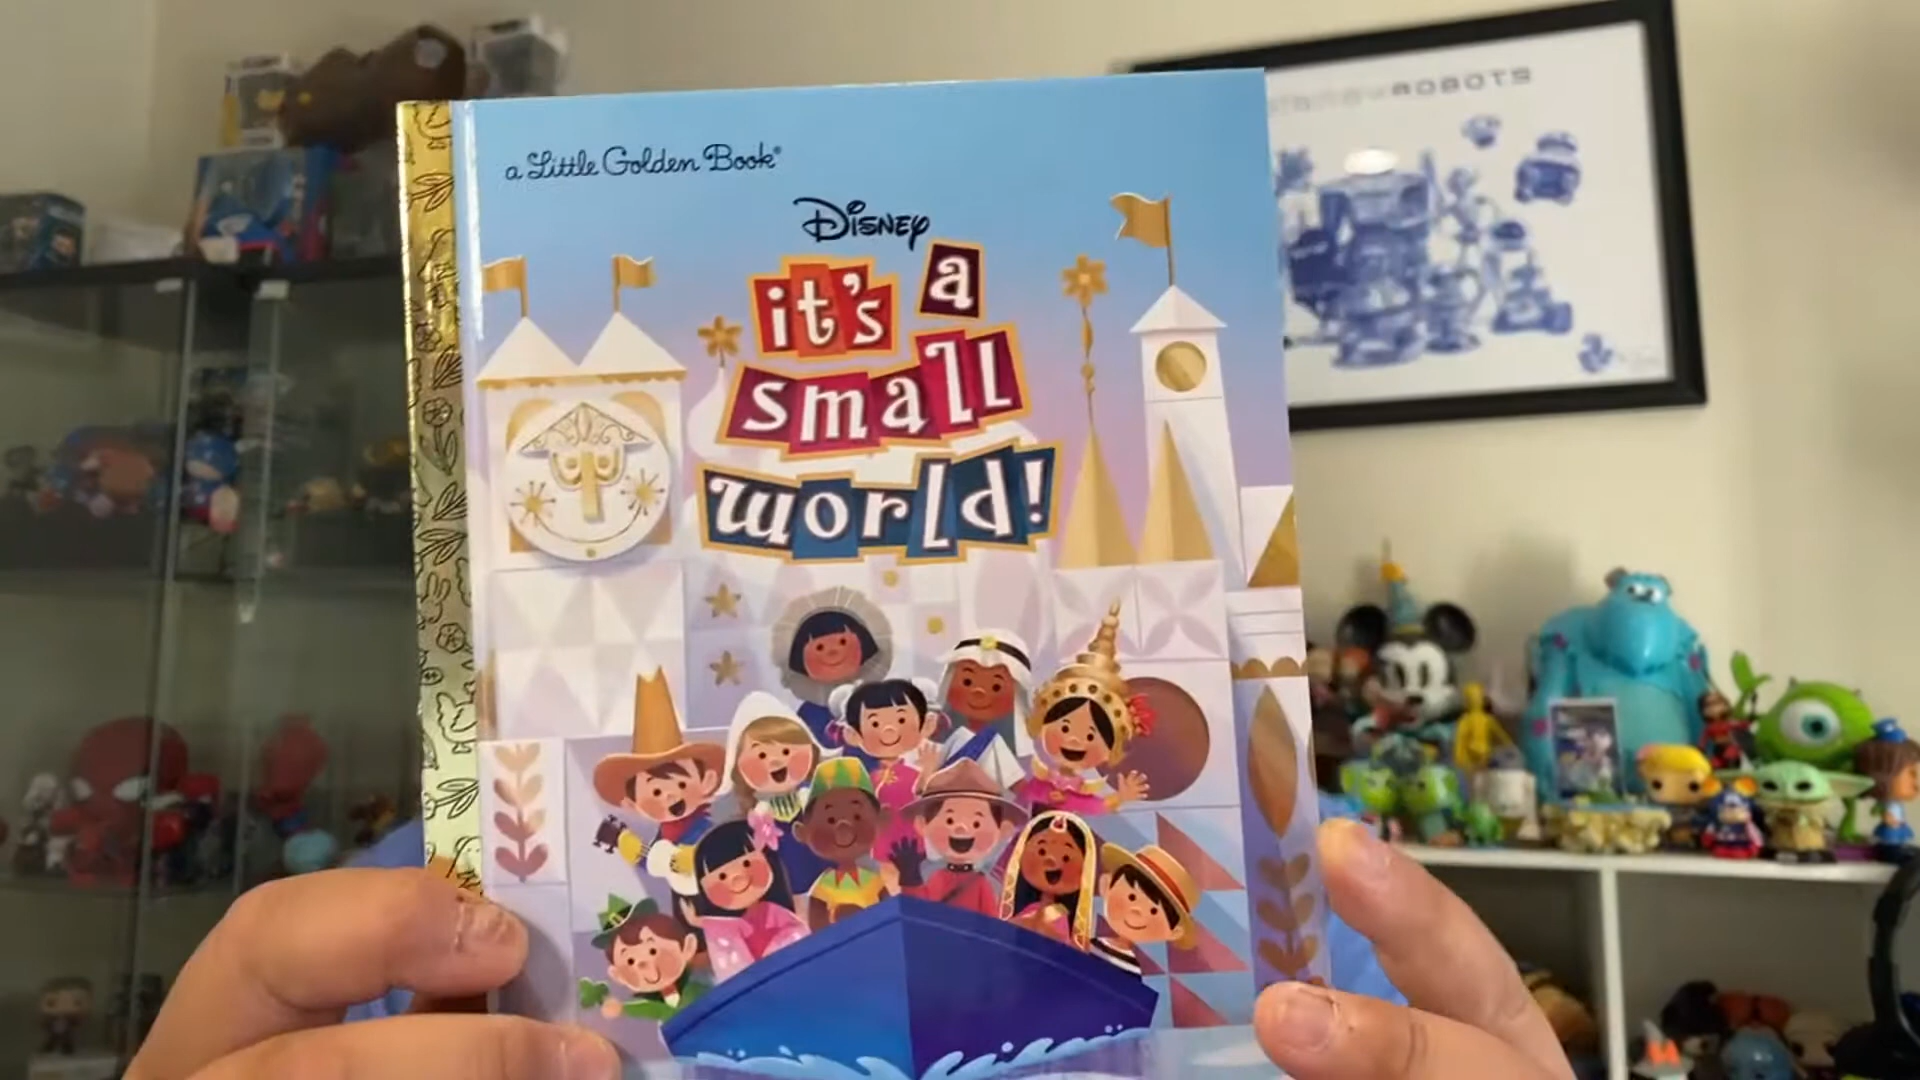 a Little Golden Book®
Disney
it's a
small
world!
ROBOTS